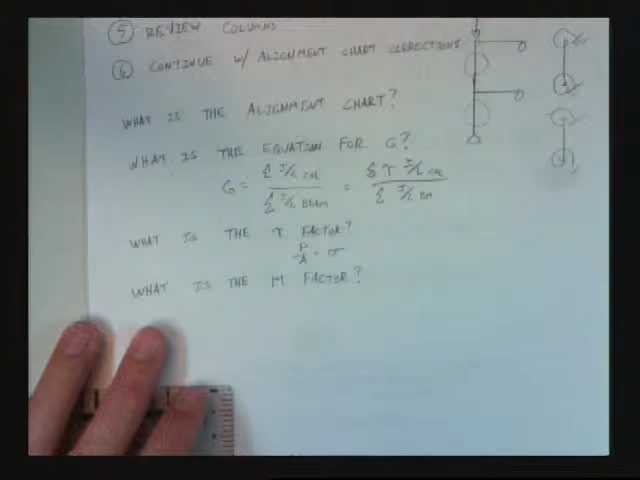 ⑤ REVIEW COLUMNS
⑥ CONTINUE W/ ALIGNMENT CHART CORRECTIONS
WHAT IS THE ALIGNMENT CHART?
WHAT IS THE EQUATION FOR G?
G = Σ I/L COL / Σ I/L BEAM = Σ τ I/L COL / Σ I/L BM
WHAT IS THE τ FACTOR?
P/A = σ
WHAT IS THE M FACTOR?